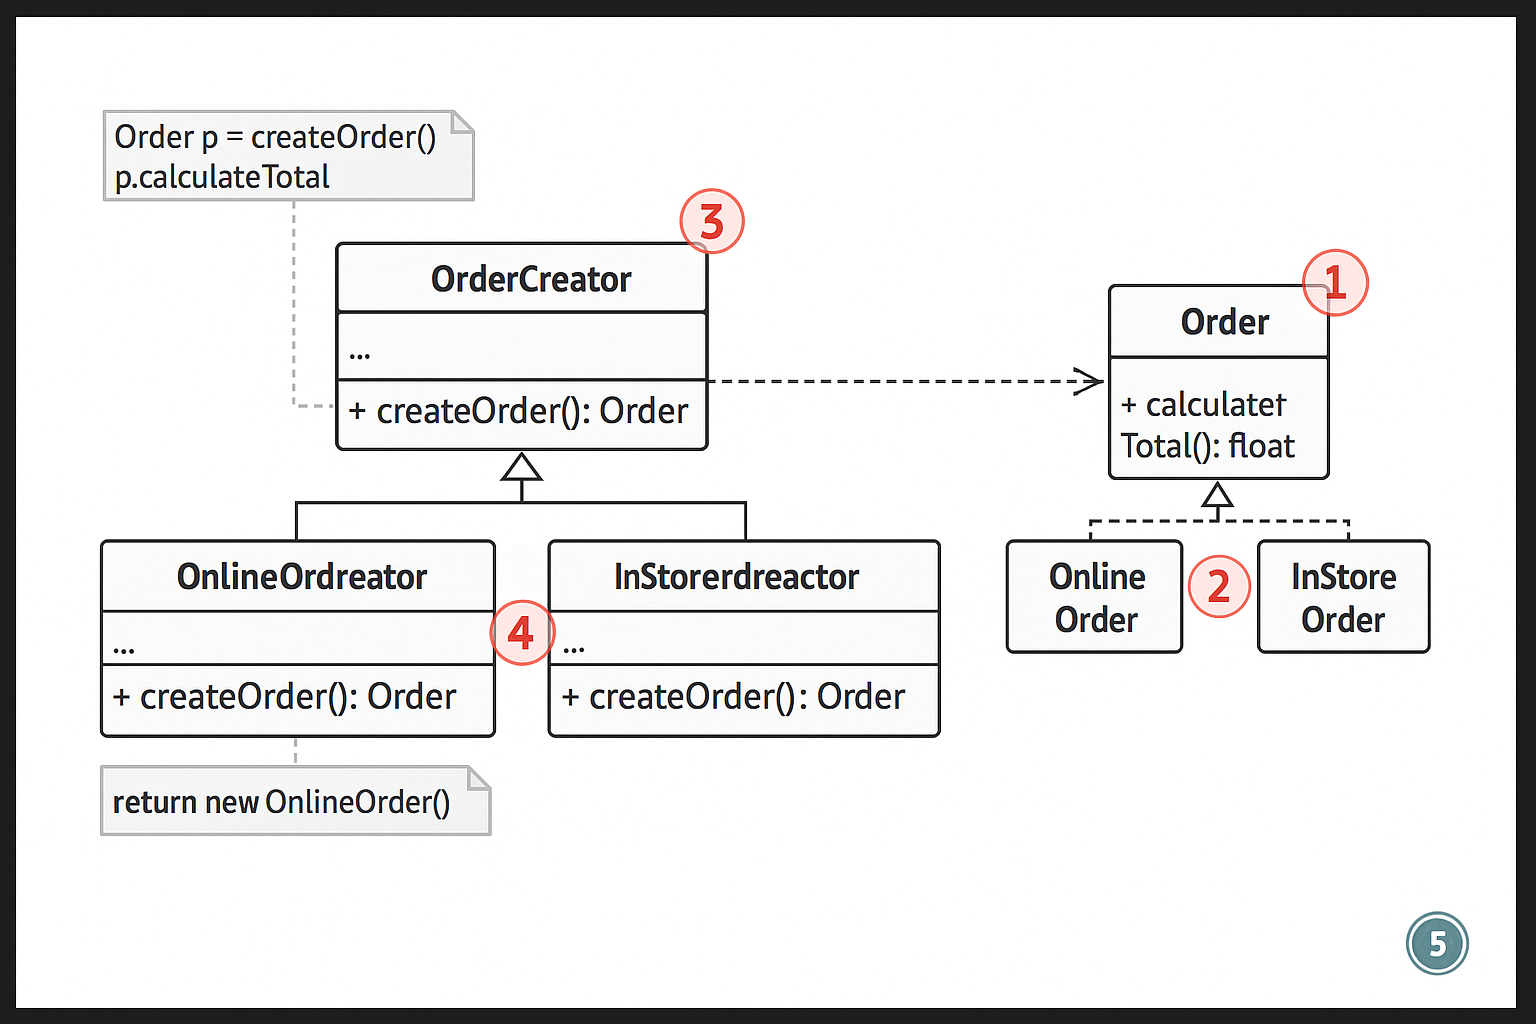 Order p = createOrder()
p.calculateTotal
3
OrderCreator
...
+ createOrder(): Order
1
Order
+ calculatet
Total(): float
OnlineOrdreator
...
+ createOrder(): Order
4
InStorerdreactor
...
+ createOrder(): Order
Online
Order
2
InStore
Order
return new OnlineOrder()
5